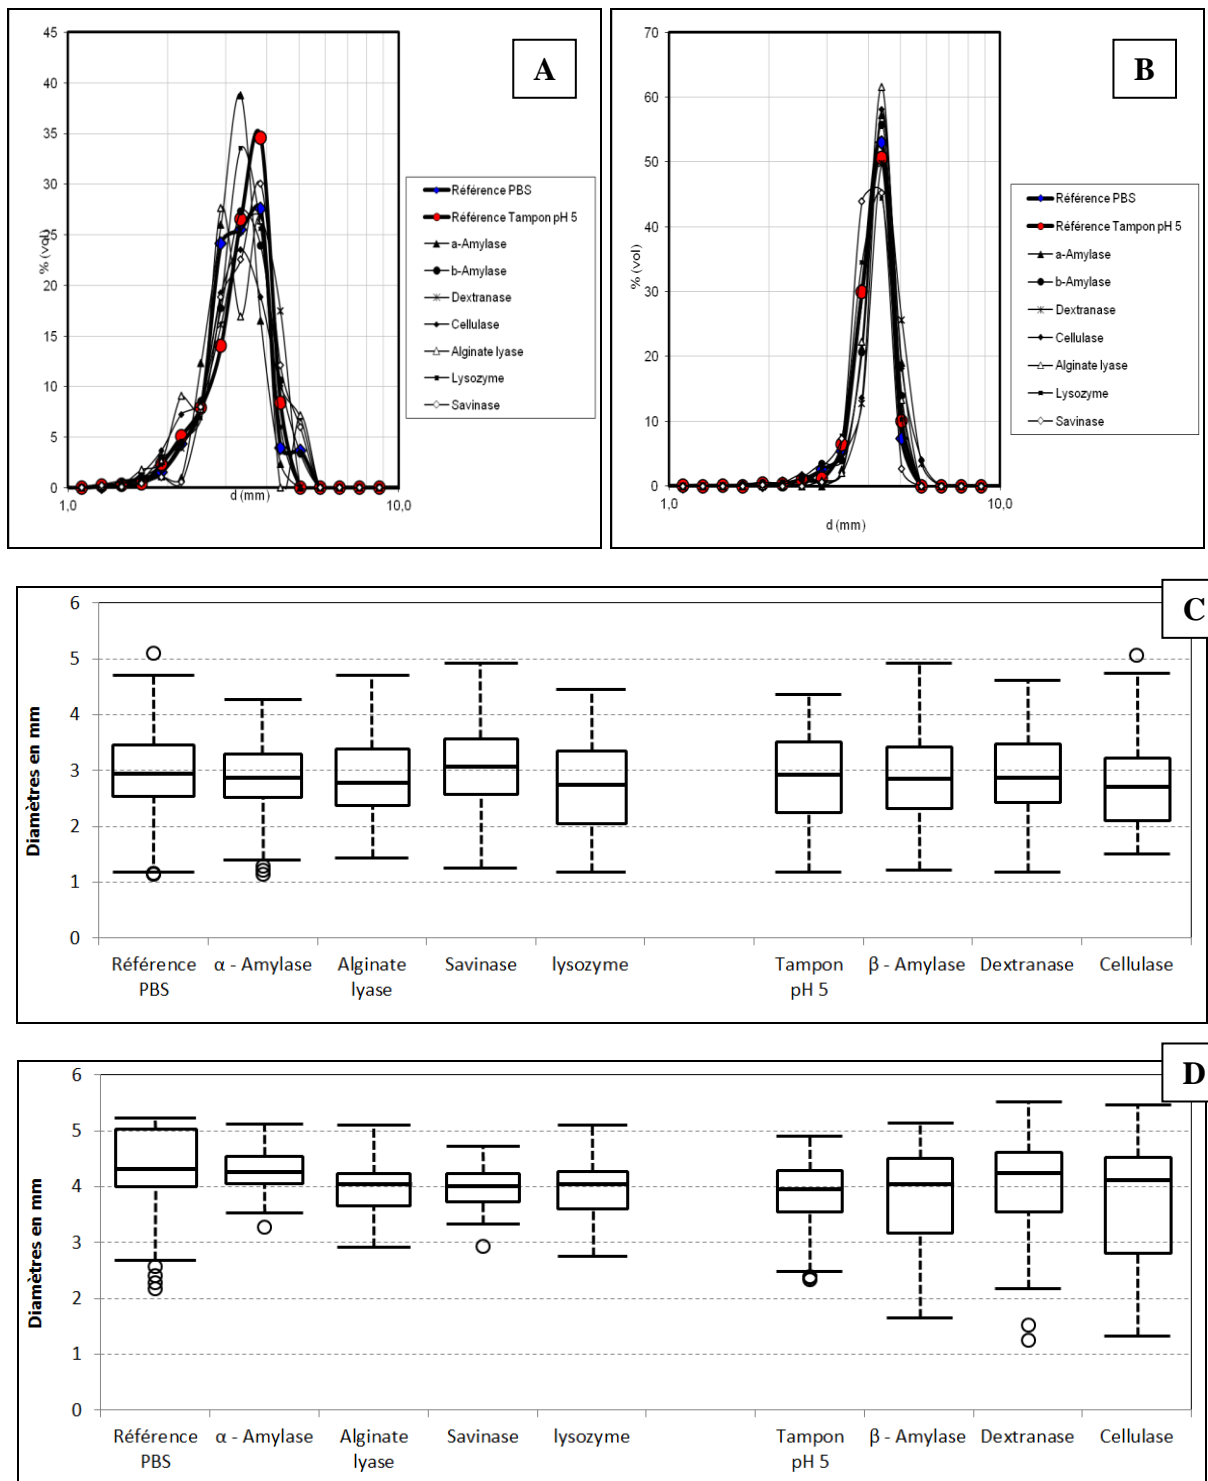 A
45
40
35
30
25
20
15
10
5
0
% (vol)
1,0
d (mm)
10,0
Référence PBS
Référence Tampon pH 5
a-Amylase
b-Amylase
Dextranase
Cellulase
Alginate lyase
Lysozyme
Savinase
B
70
60
50
40
30
20
10
0
% (vol)
1,0
d (mm)
10,0
Référence PBS
Référence Tampon pH 5
a-Amylase
b-Amylase
Dextranase
Cellulase
Alginate lyase
Lysozyme
Savinase
C
6
5
4
3
2
1
0
Diamètres en mm
Référence
PBS
α - Amylase
Alginate
lyase
Savinase
lysozyme
Tampon
pH 5
β - Amylase
Dextranase
Cellulase
D
6
5
4
3
2
1
0
Diamètres en mm
Référence
PBS
α - Amylase
Alginate
lyase
Savinase
lysozyme
Tampon
pH 5
β - Amylase
Dextranase
Cellulase